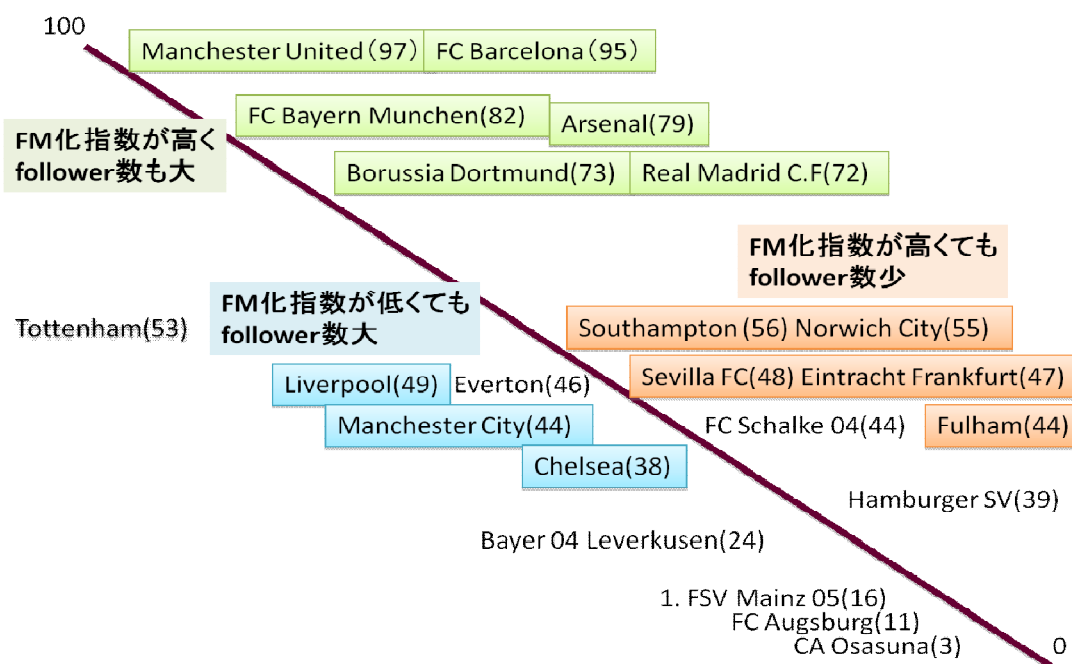 100
Manchester United（97） FC Barcelona（95）
FC Bayern Munchen(82) Arsenal(79)
FM化指数が高く
follower数も大
Borussia Dortmund(73) Real Madrid C.F(72)
FM化指数が高くても
follower数少
FM化指数が低くても
follower数大
Tottenham(53)
Southampton (56) Norwich City(55)
Liverpool(49) Everton(46)
Sevilla FC(48) Eintracht Frankfurt(47)
Manchester City(44)
FC Schalke 04(44) Fulham(44)
Chelsea(38)
Hamburger SV(39)
Bayer 04 Leverkusen(24)
1. FSV Mainz 05(16)
FC Augsburg(11)
CA Osasuna(3)
0